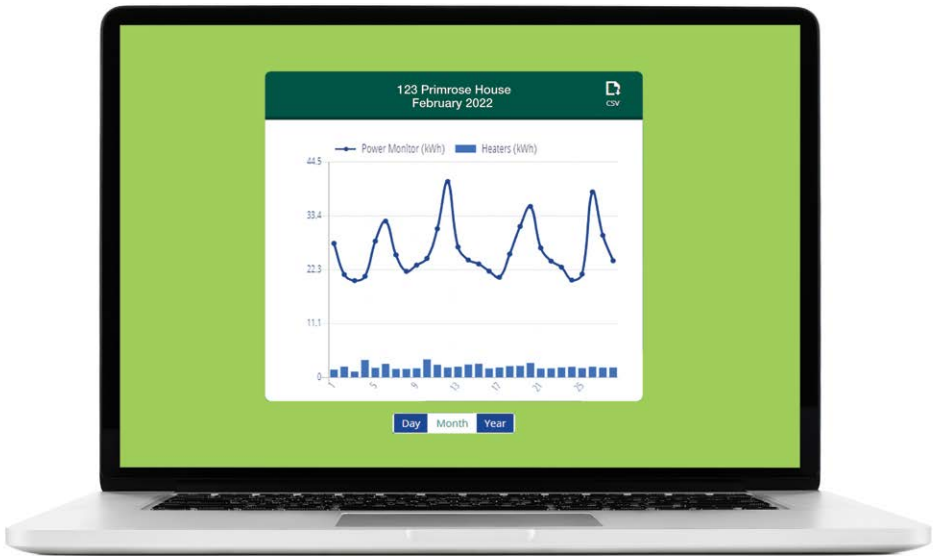 123 Primrose House
February 2022
CSV
Power Monitor (kWh) Heaters (kWh)
44.5
33.4
22.3
11,1
0
1 5 9 13 17 21 25
Day Month Year